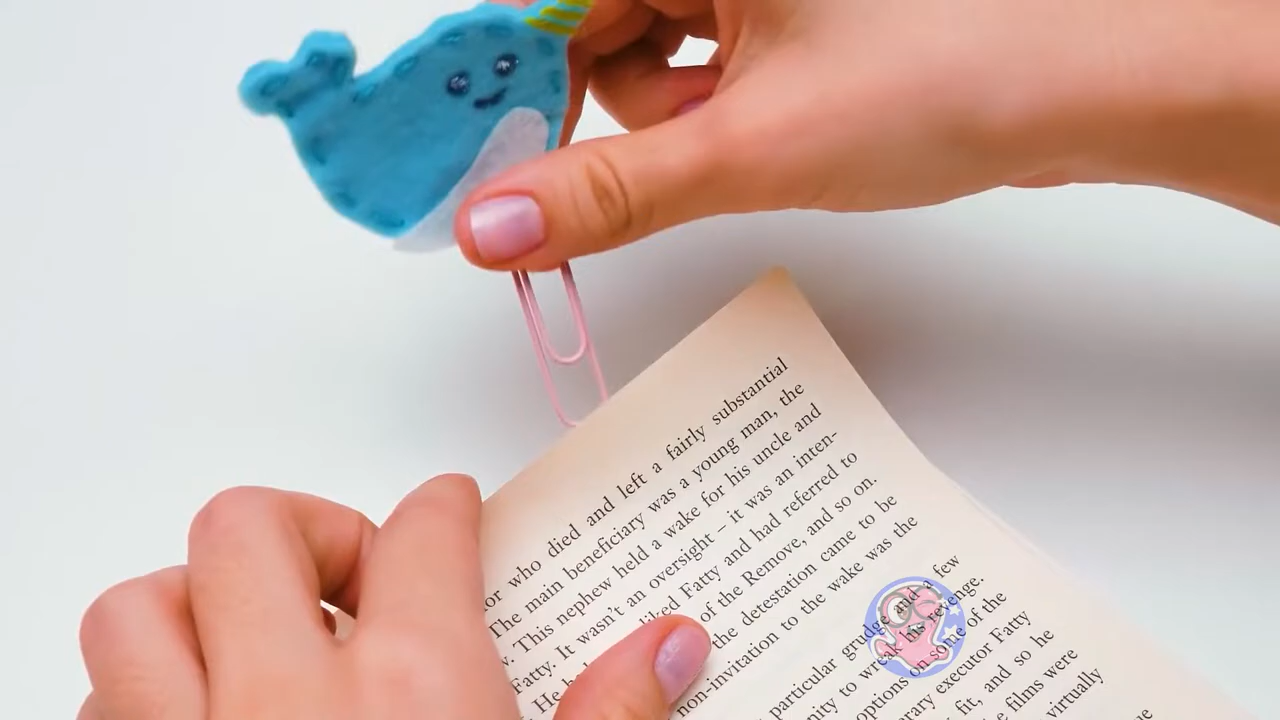 who died and left a fairly substantial
The main beneficiary was a young man, the
This nephew held a wake for his uncle and
Fatty. It wasn't an oversight – it was an inten-
He liked Fatty and had referred to
of the Remove, and so on.
the detestation came to be
non-invitation to the wake was the
particular grudge and a few
to wreak his revenge.
options on some of the
executor Fatty
fit, and so he
films were
virtually